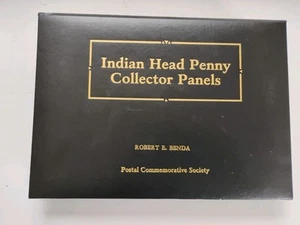 Indian Head Penny
Collector Panels
ROBERT E. BENDA
Postal Commemorative Society